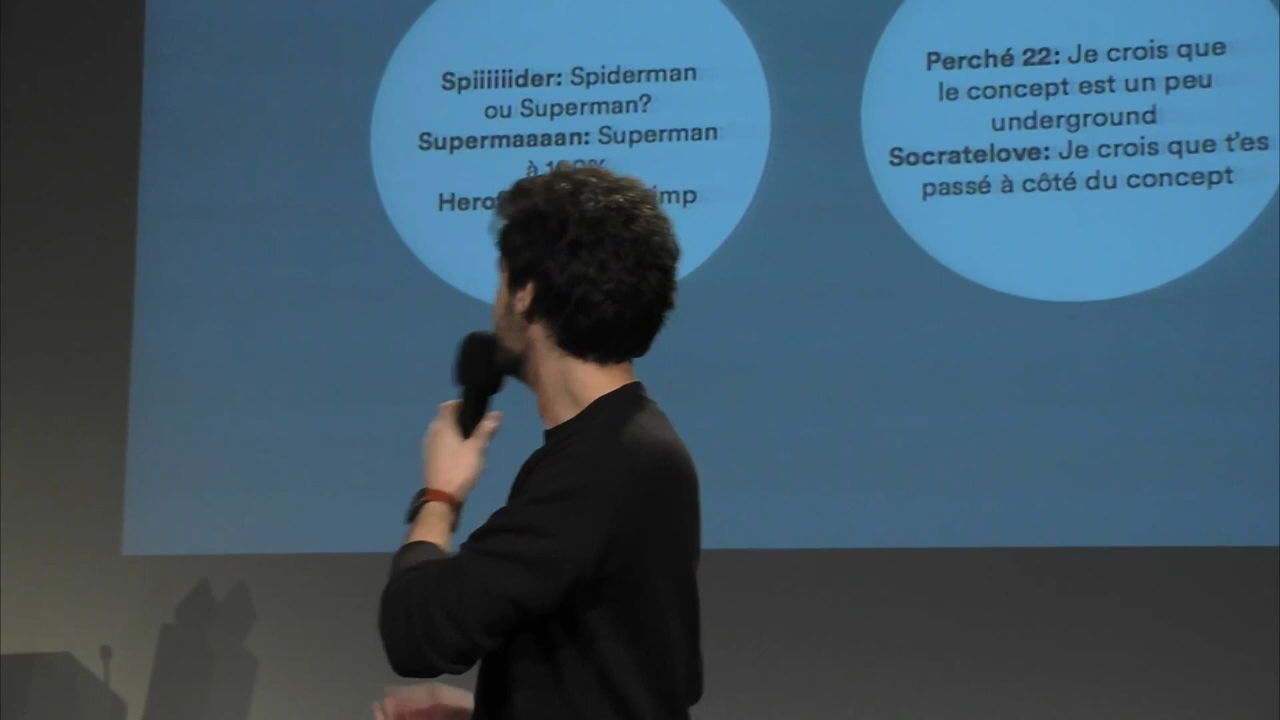 Spiiiiiider: Spiderman
ou Superman?
Supermaaaan: Superman
à
Perché 22: Je crois que
le concept est un peu
underground
Socratelove: Je crois que t'es
passé à côté du concept